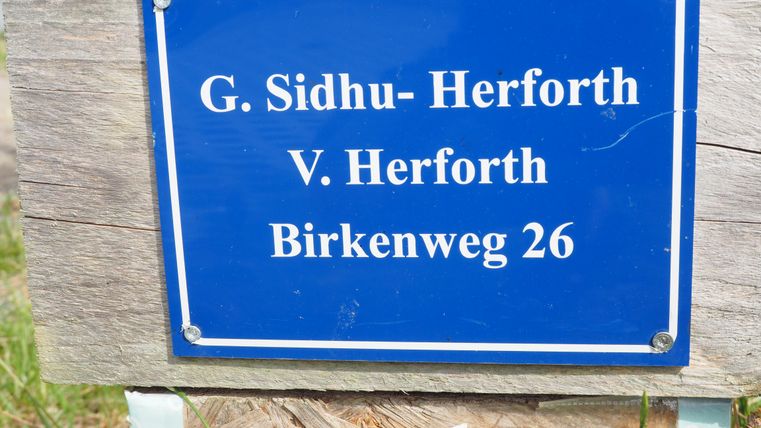 G. Sidhu- Herforth
V. Herforth
Birkenweg 26